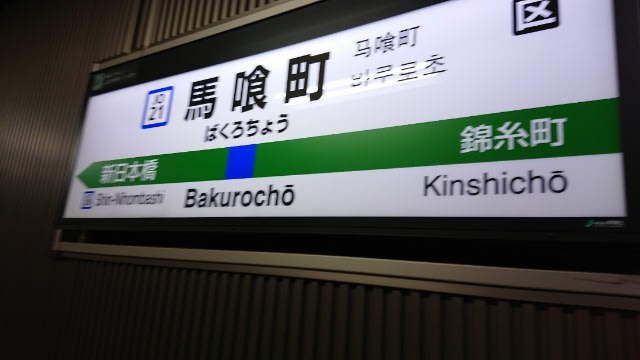 区
JO
21
馬喰町
马喰町
바쿠로초
ばくろちょう
新日本橋
錦糸町
Shin-Nihombashi
Bakurochō
Kinshichō